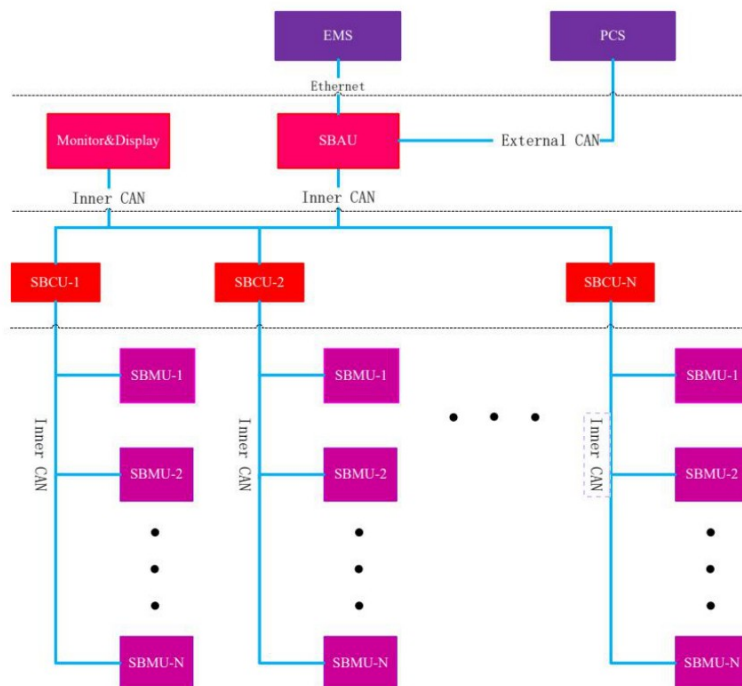 EMS
PCS
Ethernet
Monitor&Display
SBAU
External CAN
Inner CAN
Inner CAN
SBCU-1
SBCU-2
SBCU-N
SBMU-1
SBMU-1
SBMU-1
Inner CAN
Inner CAN
Inner CAN
SBMU-2
SBMU-2
SBMU-2
SBMU-N
SBMU-N
SBMU-N